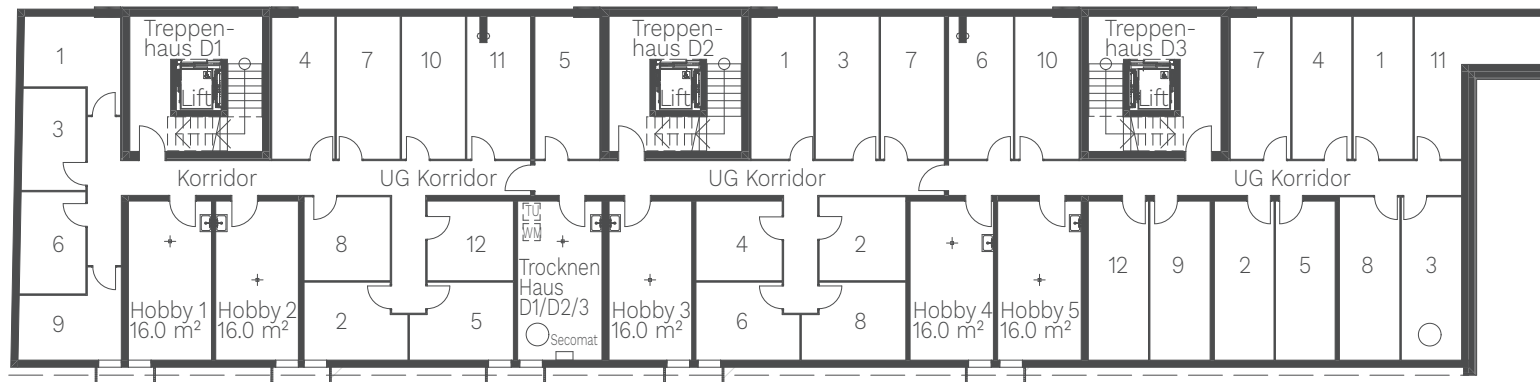 Treppen-
haus D1
Lift
Treppen-
haus D2
Lift
Treppen-
haus D3
Lift
1
4
7
10
11
5
1
3
7
6
10
7
4
1
11
3
6
9
Korridor
UG Korridor
UG Korridor
UG Korridor
Hobby 1
16.0 m²
Hobby 2
16.0 m²
8
12
2
5
TU
WM
Trocknen
Haus
D1/D2/3
Secomat
Hobby 3
16.0 m²
4
2
6
8
Hobby 4
16.0 m²
Hobby 5
16.0 m²
12
9
2
5
8
3